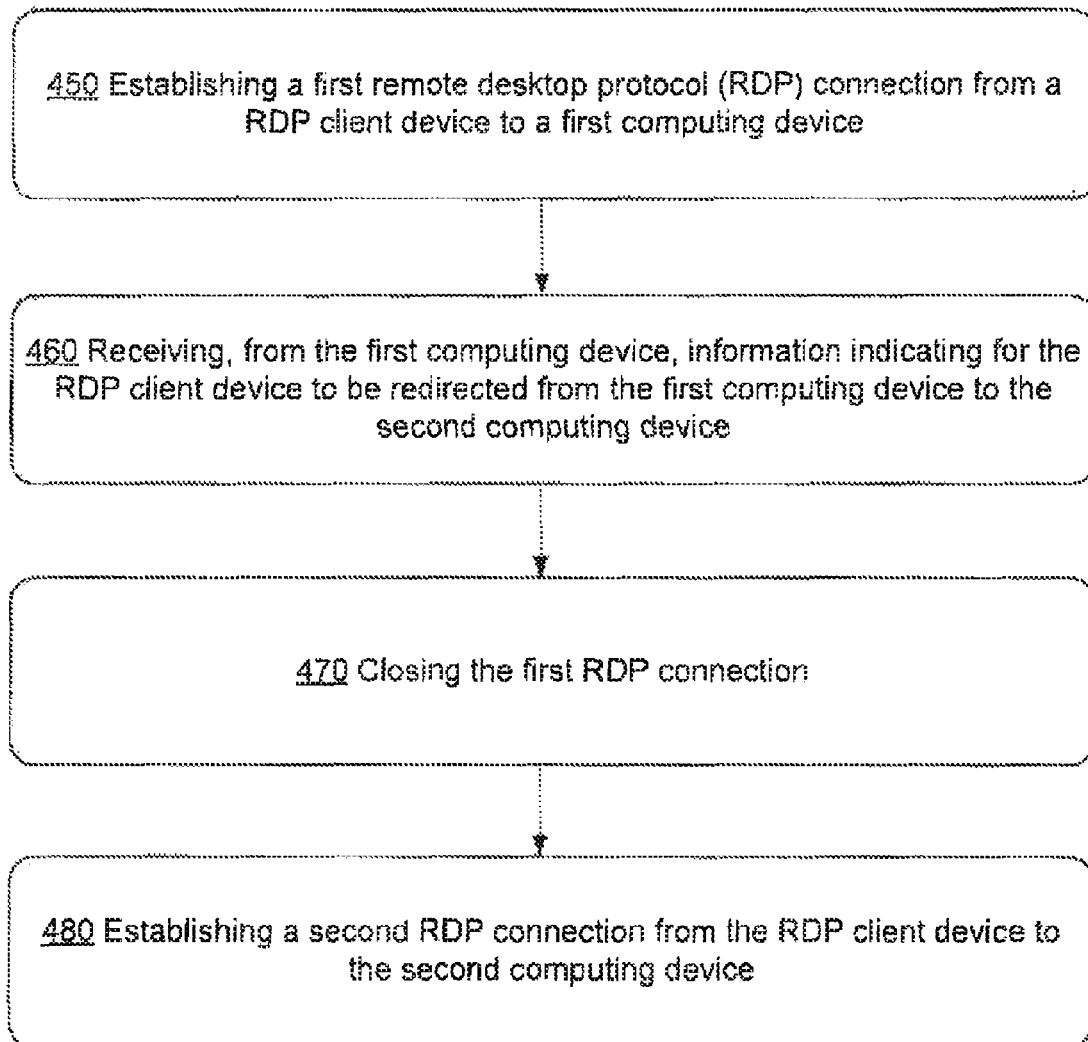 450 Establishing a first remote desktop protocol (RDP) connection from a
RDP client device to a first computing device
460 Receiving, from the first computing device, information indicating for the
RDP client device to be redirected from the first computing device to the
second computing device
470 Closing the first RDP connection
480 Establishing a second RDP connection from the RDP client device to
the second computing device